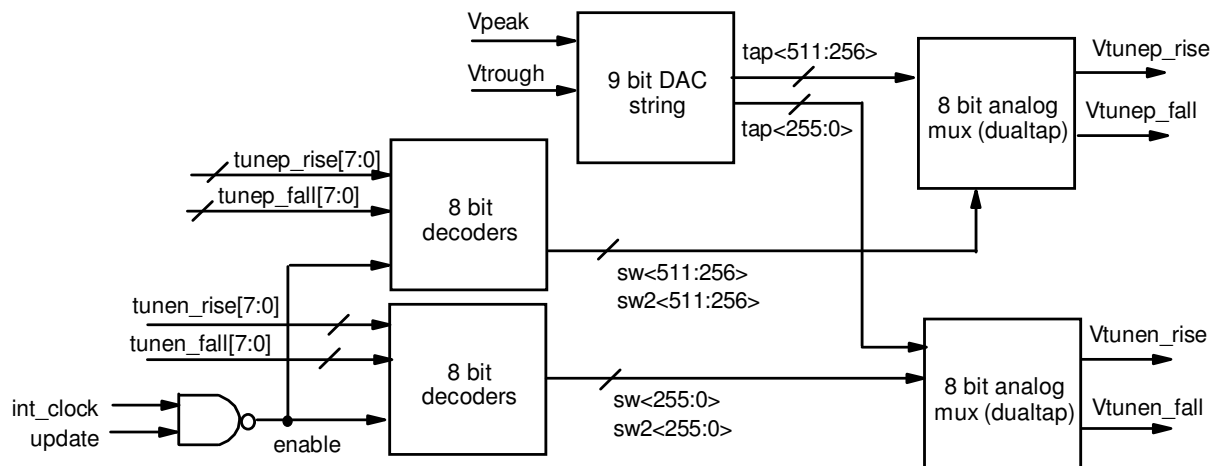 Vpeak
Vtrough
9 bit DAC
string
tap<511:256>
tap<255:0>
8 bit analog
mux (dualtap)
Vtunep_rise
Vtunep_fall
tunep_rise[7:0]
tunep_fall[7:0]
8 bit
decoders
sw<511:256>
sw2<511:256>
tunen_rise[7:0]
tunen_fall[7:0]
8 bit
decoders
sw<255:0>
sw2<255:0>
8 bit analog
mux (dualtap)
Vtunen_rise
Vtunen_fall
int_clock
update
enable